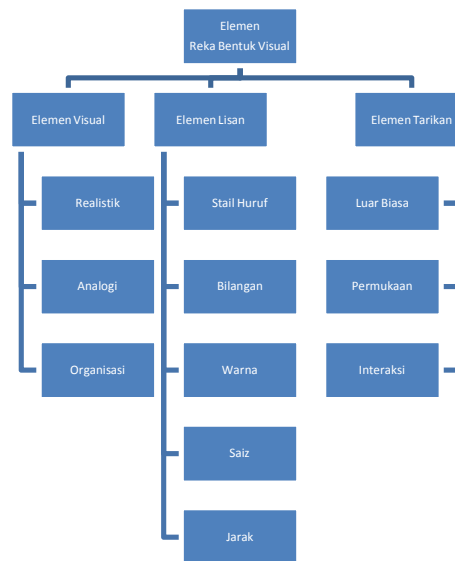 Elemen
Reka Bentuk Visual
Elemen Visual
Elemen Lisan
Elemen Tarikan
Realistik
Stail Huruf
Luar Biasa
Analogi
Bilangan
Permukaan
Organisasi
Warna
Interaksi
Saiz
Jarak